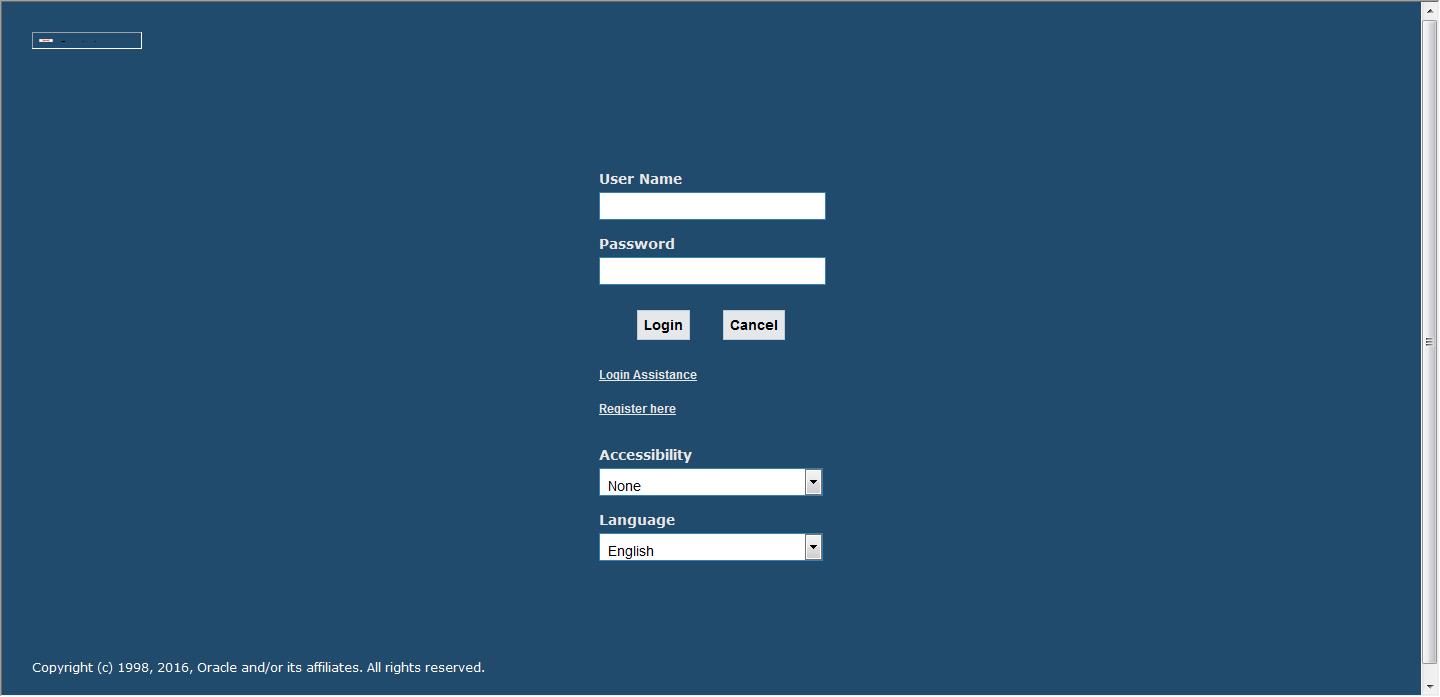 User Name
Password
Login Cancel
Login Assistance
Register here
Accessibility
None
Language
English
Copyright (c) 1998, 2016, Oracle and/or its affiliates. All rights reserved.